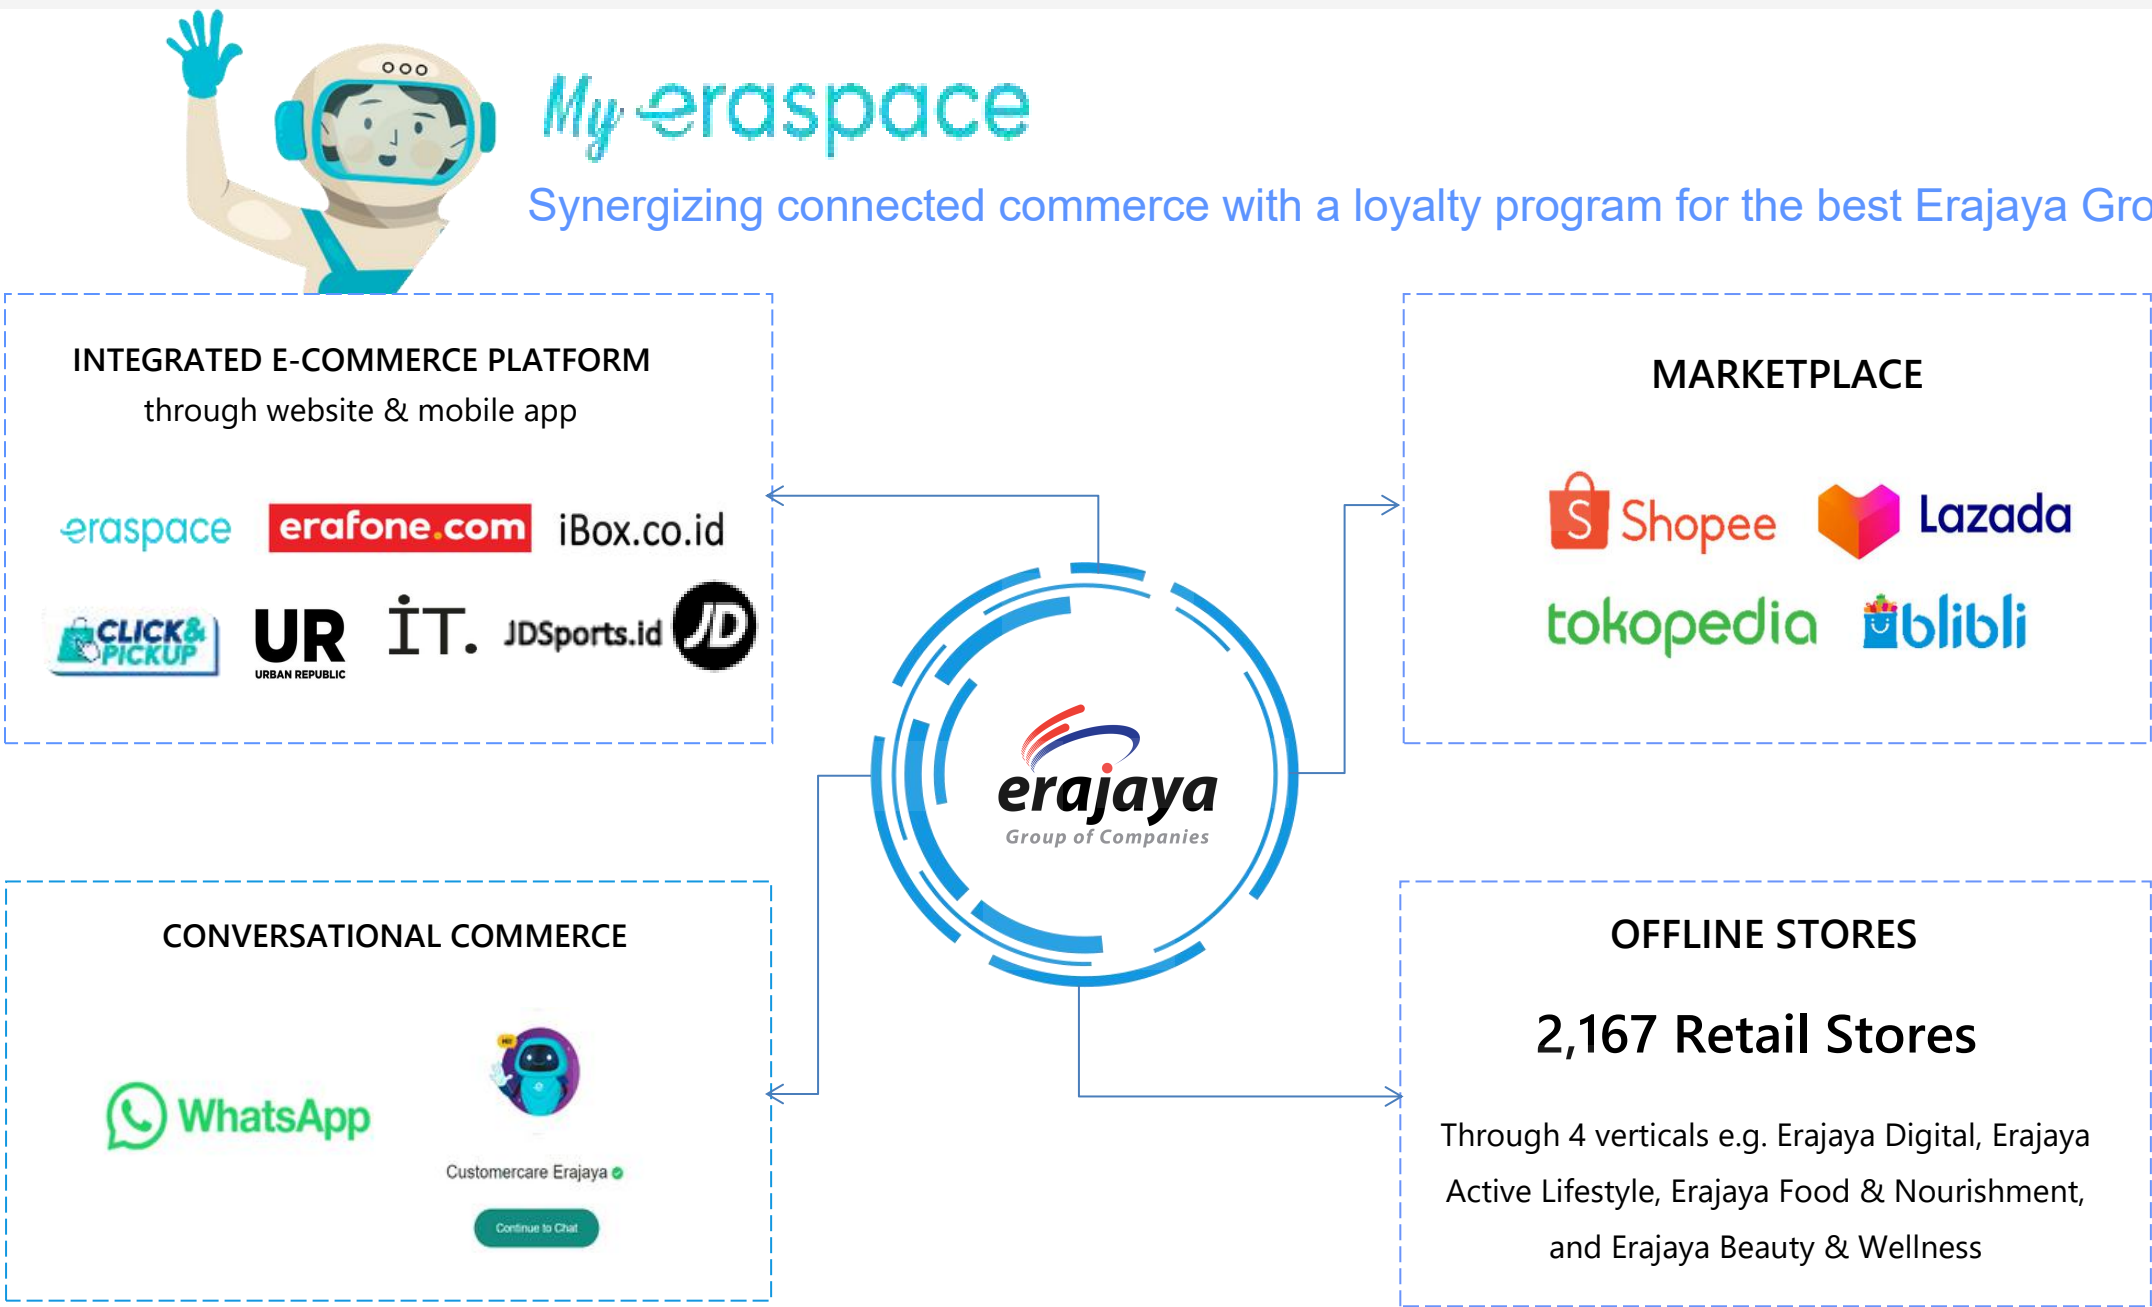 My eraspace
Synergizing connected commerce with a loyalty program for the best Erajaya Gro
INTEGRATED E-COMMERCE PLATFORM
through website & mobile app
eraspace erafone.com iBox.co.id
CLICK& PICKUP
UR
URBAN REPUBLIC
iT.
JDSports.id JD
MARKETPLACE
S Shopee Lazada
tokopedia blibli
erajaya
Group of Companies
CONVERSATIONAL COMMERCE
WhatsApp
Customercare Erajaya
Continue to Chat
OFFLINE STORES
2,167 Retail Stores
Through 4 verticals e.g. Erajaya Digital, Erajaya
Active Lifestyle, Erajaya Food & Nourishment,
and Erajaya Beauty & Wellness